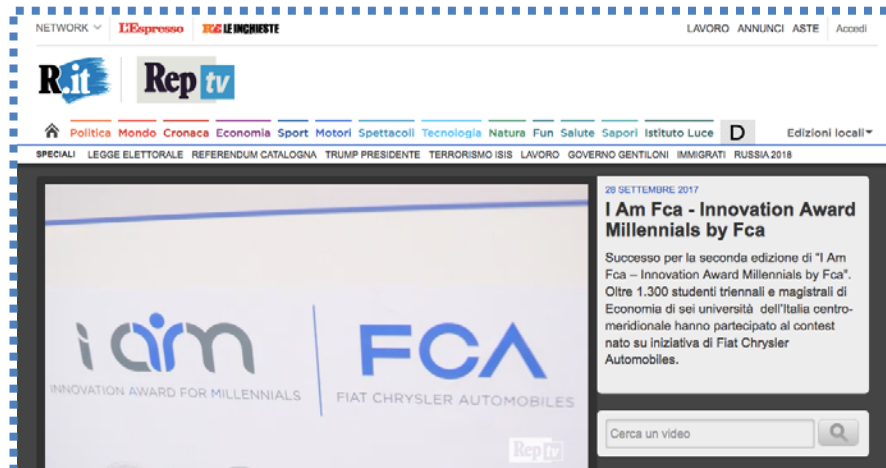 NETWORK L'Espresso RE LE INCHIESTE LAVORO ANNUNCI ASTE Accedi
R.it Rep tv
Politica Mondo Cronaca Economia Sport Motori Spettacoli Tecnologia Natura Fun Salute Sapori Istituto Luce D Edizioni locali
SPECIALI LEGGE ELETTORALE REFERENDUM CATALOGNA TRUMP PRESIDENTE TERRORISMO ISIS LAVORO GOVERNO GENTILONI IMMIGRATI RUSSIA 2018
28 SETTEMBRE 2017
I Am Fca - Innovation Award
Millennials by Fca
Successo per la seconda edizione di "I Am
Fca – Innovation Award Millennials by Fca".
Oltre 1.300 studenti triennali e magistrali di
Economia di sei università dell'Italia centro-
meridionale hanno partecipato al contest
nato su iniziativa di Fiat Chrysler
Automobiles.
i am FCA
INNOVATION AWARD FOR MILLENNIALS FIAT CHRYSLER AUTOMOBILES
Rep tv
Cerca un video